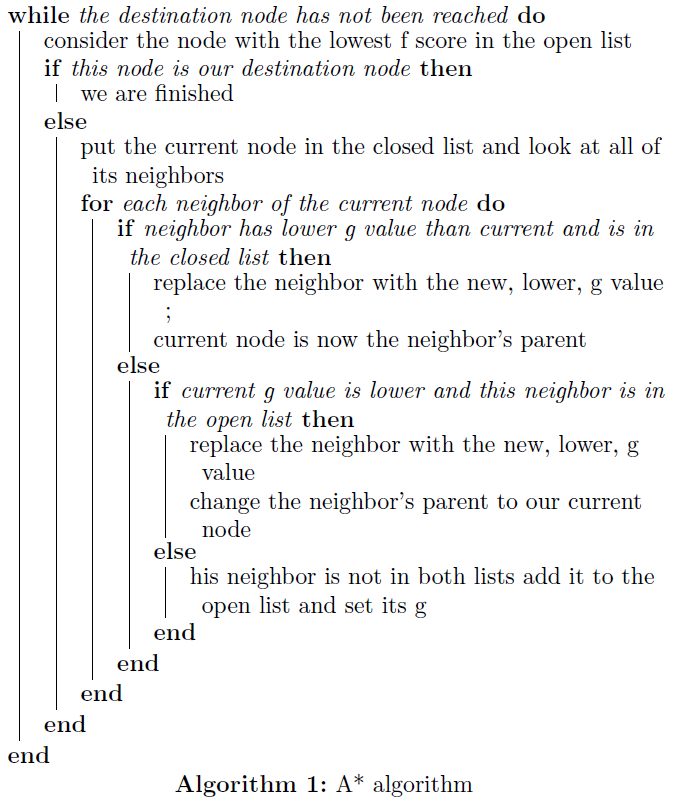 while the destination node has not been reached do
consider the node with the lowest f score in the open list
if this node is our destination node then
we are finished
else
put the current node in the closed list and look at all of
its neighbors
for each neighbor of the current node do
if neighbor has lower g value than current and is in
the closed list then
replace the neighbor with the new, lower, g value
;
current node is now the neighbor's parent
else
if current g value is lower and this neighbor is in
the open list then
replace the neighbor with the new, lower, g
value
change the neighbor's parent to our current
node
else
his neighbor is not in both lists add it to the
open list and set its g
end
end
end
end
end
Algorithm 1: A* algorithm